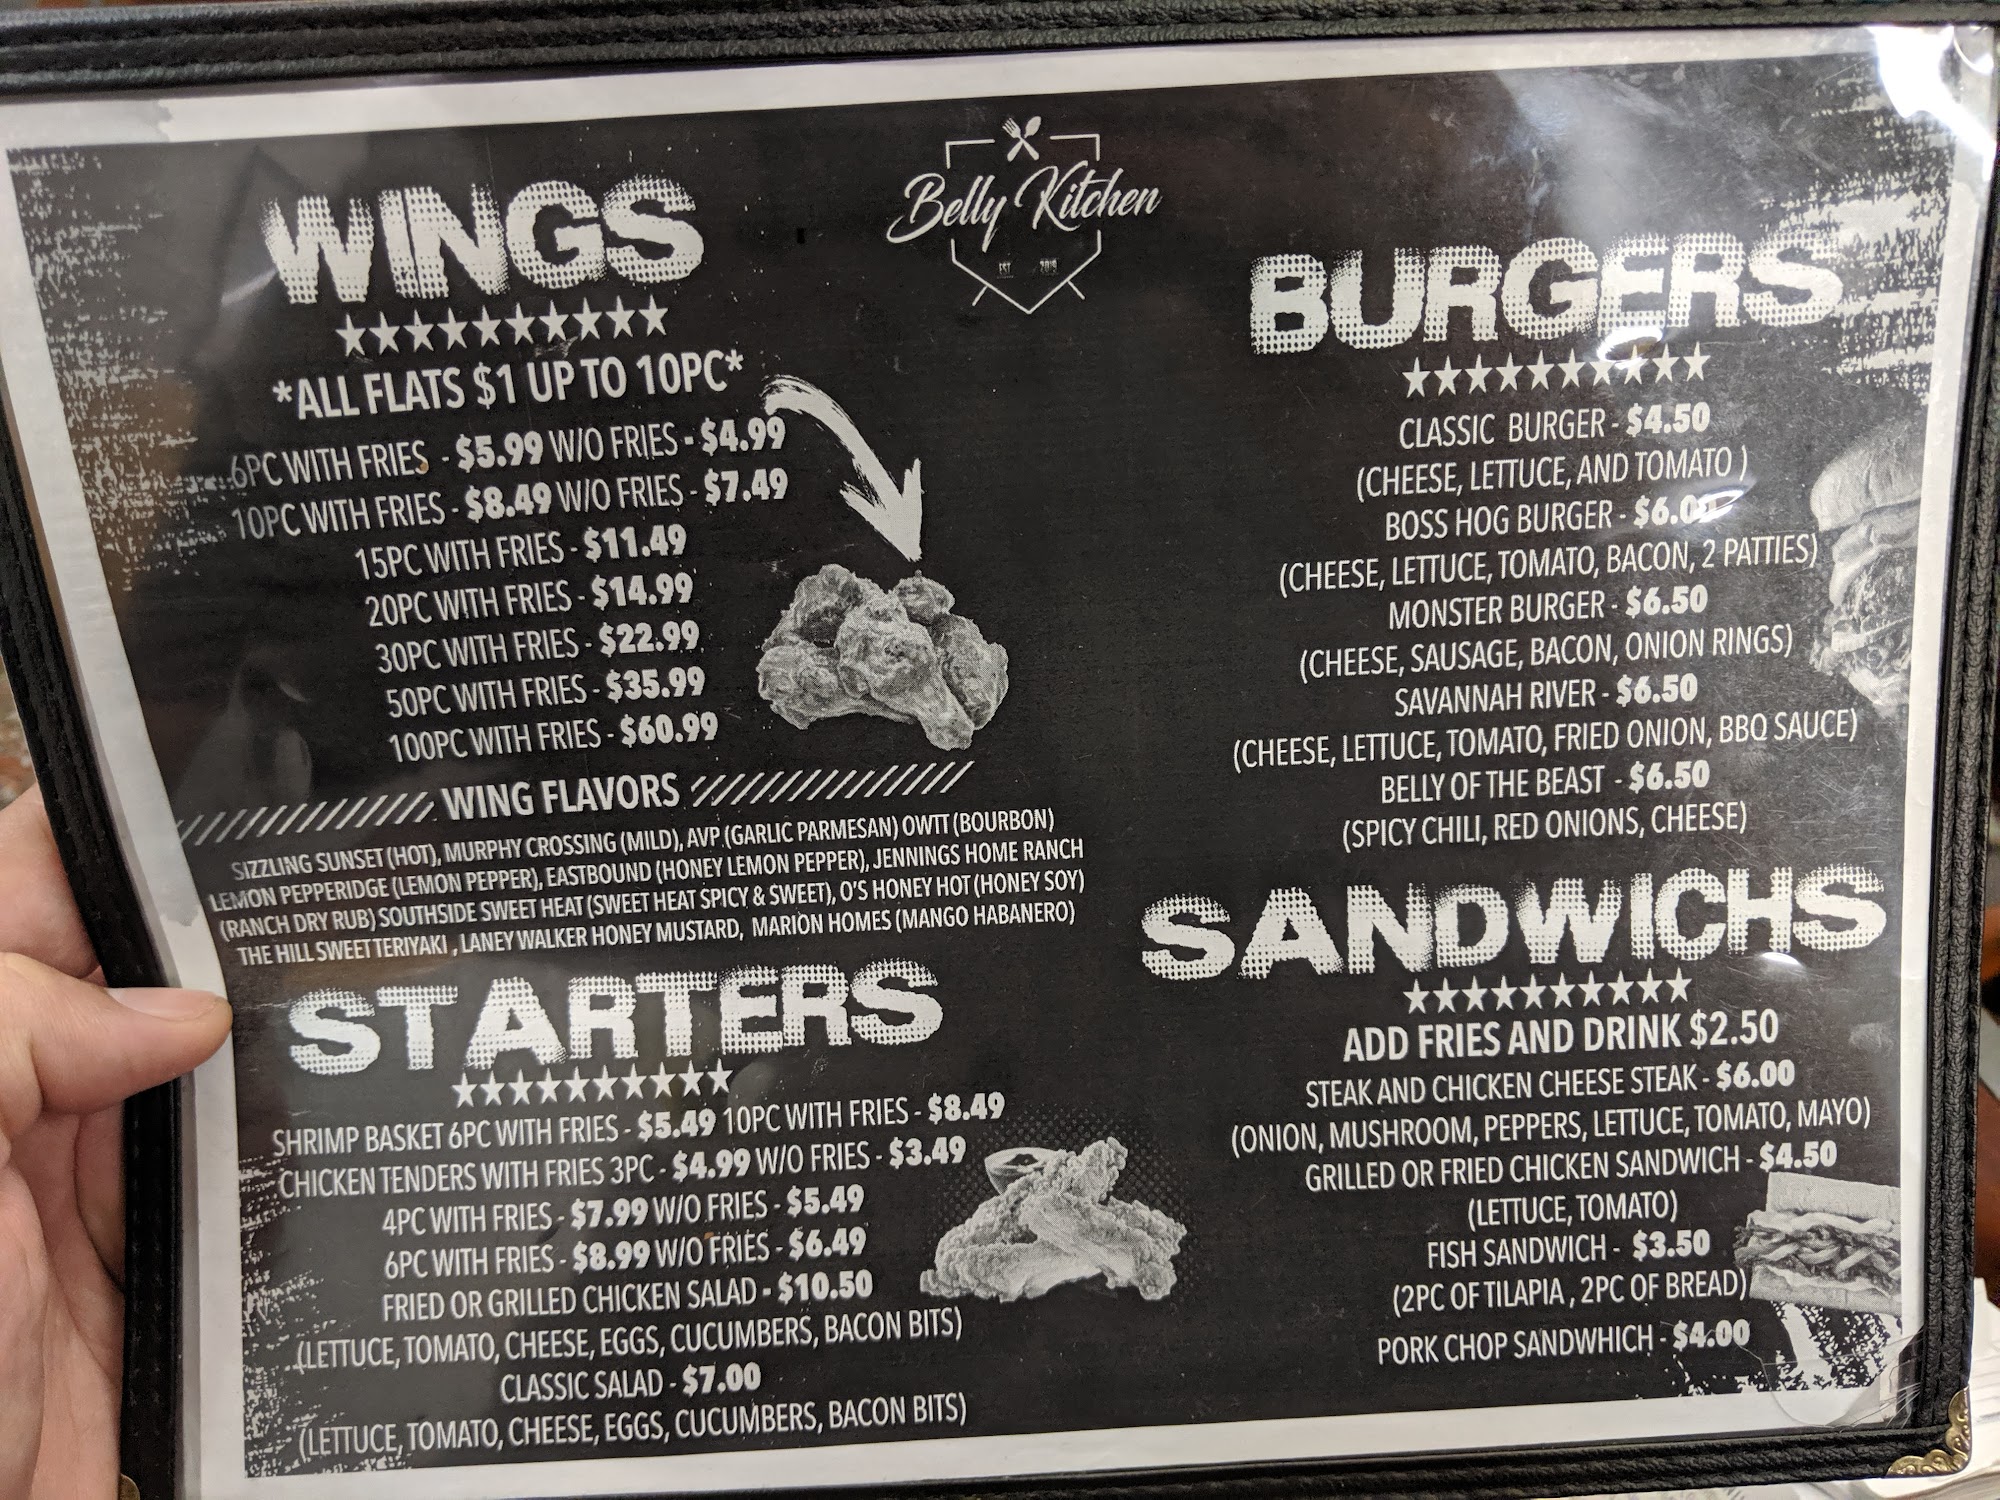 Belly Kitchen
EST 2019
WINGS
*ALL FLATS $1 UP TO 10PC*
6PC WITH FRIES - $5.99 W/O FRIES - $4.99
10PC WITH FRIES - $8.49 W/O FRIES - $7.49
15PC WITH FRIES - $11.49
20PC WITH FRIES - $14.99
30PC WITH FRIES - $22.99
50PC WITH FRIES - $35.99
100PC WITH FRIES - $60.99
WING FLAVORS
SIZZLING SUNSET (HOT), MURPHY CROSSING (MILD), AVP (GARLIC PARMESAN) OWTT (BOURBON)
LEMON PEPPERIDGE (LEMON PEPPER), EASTBOUND (HONEY LEMON PEPPER), JENNINGS HOME RANCH
(RANCH DRY RUB) SOUTHSIDE SWEET HEAT (SWEET HEAT SPICY & SWEET), O'S HONEY HOT (HONEY SOY)
THE HILL SWEET TERIYAKI , LANEY WALKER HONEY MUSTARD, MARION HOMES (MANGO HABANERO)
STARTERS
SHRIMP BASKET 6PC WITH FRIES - $5.49 10PC WITH FRIES - $8.49
CHICKEN TENDERS WITH FRIES 3PC - $4.99 W/O FRIES - $3.49
4PC WITH FRIES - $7.99 W/O FRIES - $5.49
6PC WITH FRIES - $8.99 W/O FRIES - $6.49
FRIED OR GRILLED CHICKEN SALAD - $10.50
(LETTUCE, TOMATO, CHEESE, EGGS, CUCUMBERS, BACON BITS)
CLASSIC SALAD - $7.00
(LETTUCE, TOMATO, CHEESE, EGGS, CUCUMBERS, BACON BITS)
BURGERS
CLASSIC BURGER - $4.50
(CHEESE, LETTUCE, AND TOMATO )
BOSS HOG BURGER - $6.00
(CHEESE, LETTUCE, TOMATO, BACON, 2 PATTIES)
MONSTER BURGER - $6.50
(CHEESE, SAUSAGE, BACON, ONION RINGS)
SAVANNAH RIVER - $6.50
(CHEESE, LETTUCE, TOMATO, FRIED ONION, BBQ SAUCE)
BELLY OF THE BEAST - $6.50
(SPICY CHILI, RED ONIONS, CHEESE)
SANDWICHS
ADD FRIES AND DRINK $2.50
STEAK AND CHICKEN CHEESE STEAK - $6.00
(ONION, MUSHROOM, PEPPERS, LETTUCE, TOMATO, MAYO)
GRILLED OR FRIED CHICKEN SANDWICH - $4.50
(LETTUCE, TOMATO)
FISH SANDWICH - $3.50
(2PC OF TILAPIA , 2PC OF BREAD)
PORK CHOP SANDWHICH - $4.00